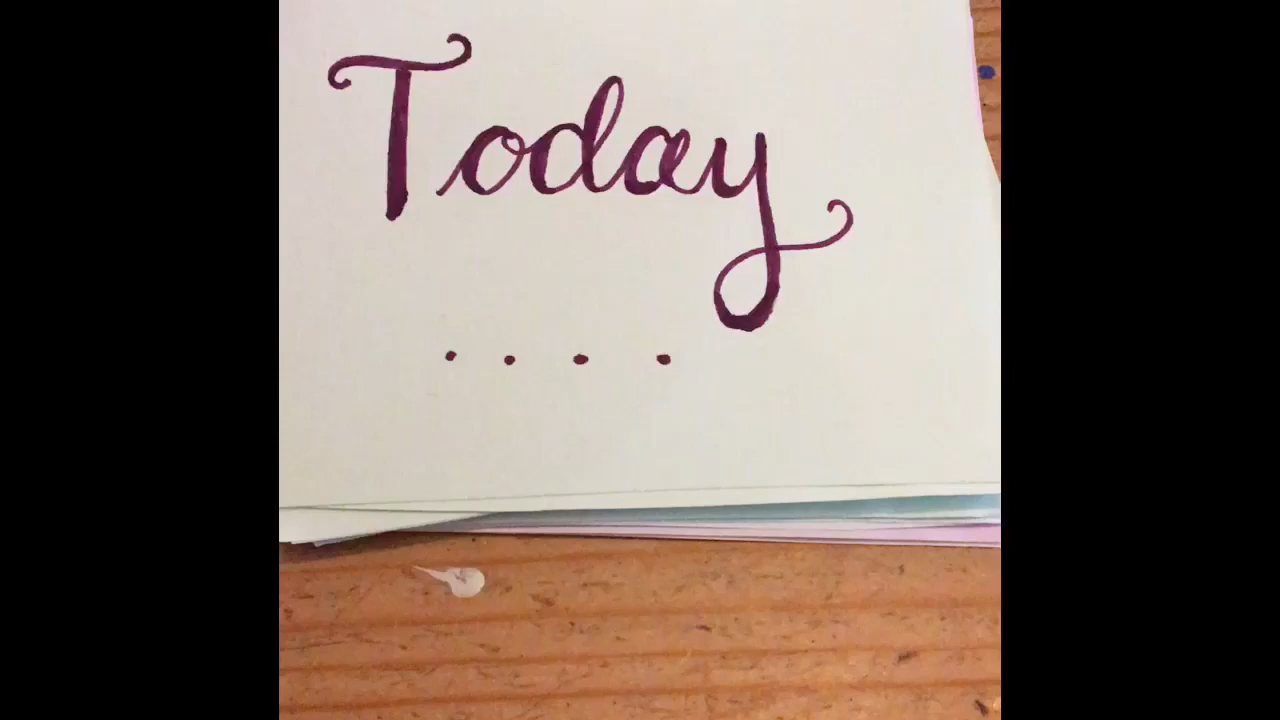 Today
. . . .